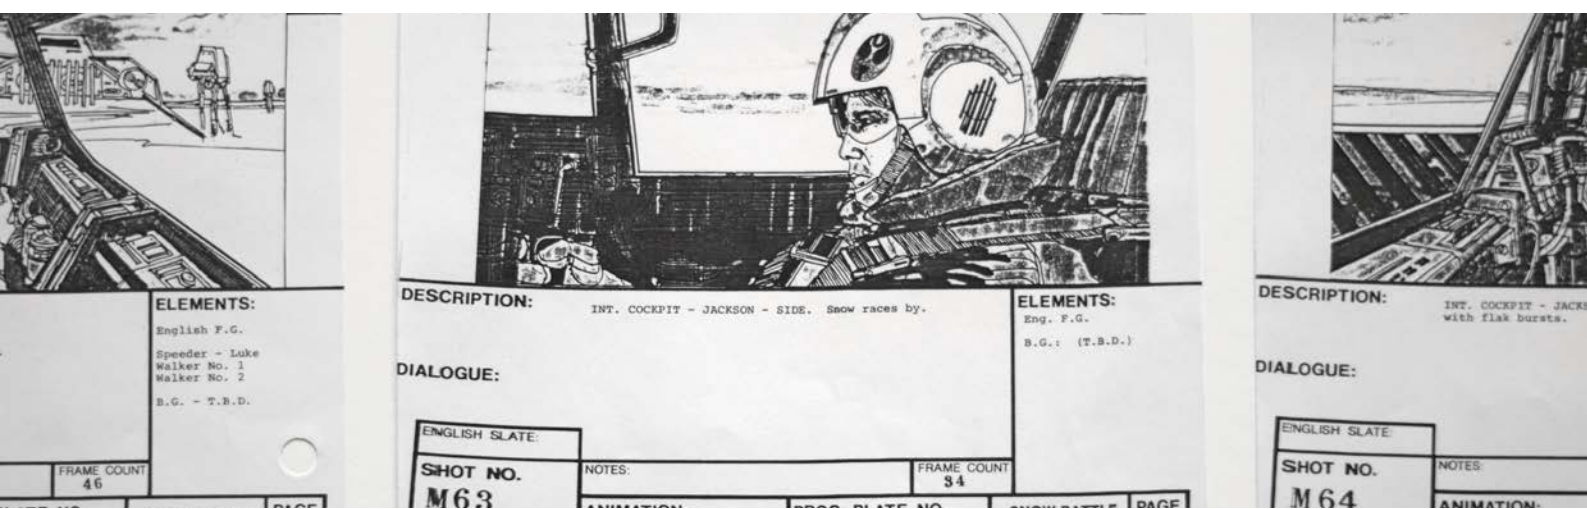 ELEMENTS:
English F.G.
Speeder - Luke
Walker No. 1
Walker No. 2
B.G. - T.B.D.
FRAME COUNT
46
PAGE
DESCRIPTION:
INT. COCKPIT - JACKSON - SIDE. Snow races by.
ELEMENTS:
Eng. F.G.
B.G.: (T.B.D.)
DIALOGUE:
ENGLISH SLATE:
SHOT NO.
M63
NOTES:
FRAME COUNT
34
ANIMATION:
PROC. PLATE NO.
SNOW BATTLE
PAGE
DESCRIPTION:
INT. COCKPIT - JACKS
with flak bursts.
DIALOGUE:
ENGLISH SLATE:
SHOT NO.
M64
NOTES:
ANIMATION: